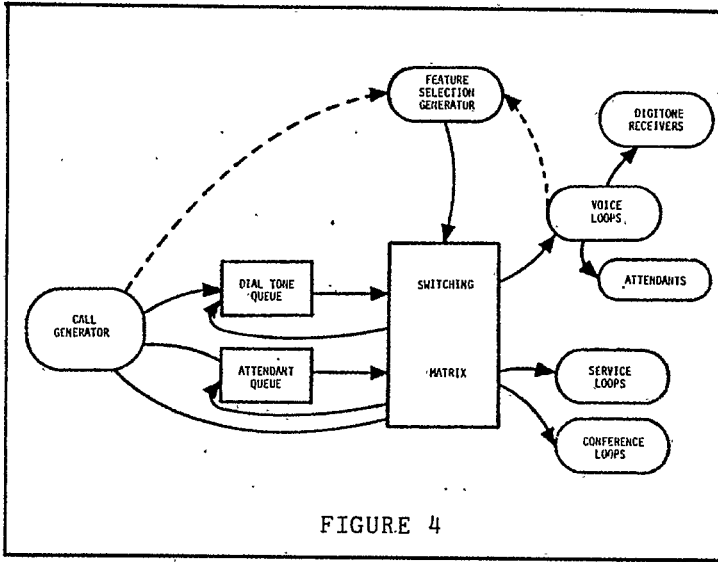 FEATURE
SELECTION
GENERATOR
DIGITONE
RECEIVERS
VOICE
LOOPS
ATTENDANTS
DIAL TONE
QUEUE
SWITCHING
MATRIX
CALL
GENERATOR
ATTENDANT
QUEUE
SERVICE
LOOPS
CONFERENCE
LOOPS
FIGURE 4